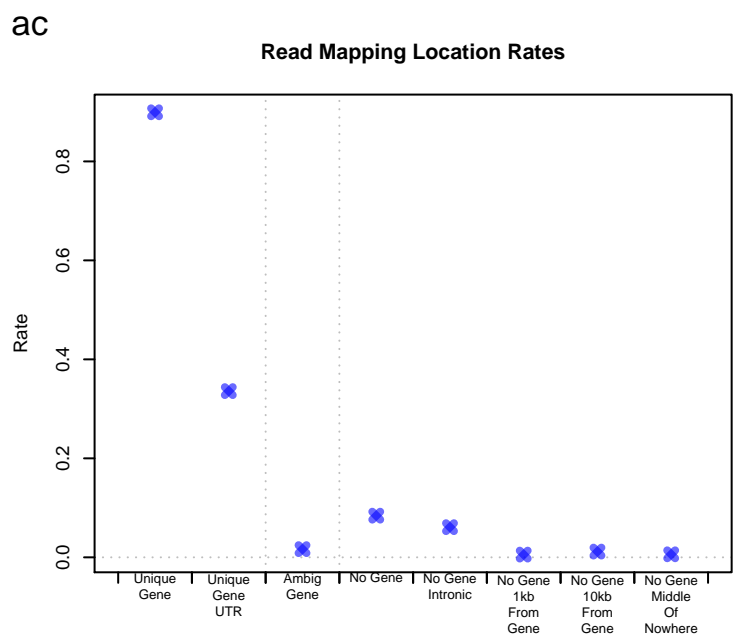 ac
Read Mapping Location Rates
Rate
0.8
0.6
0.4
0.2
0.0
Unique
Gene
Unique
Gene
UTR
Ambig
Gene
No Gene
No Gene
Intronic
No Gene
1kb
From
Gene
No Gene
10kb
From
Gene
No Gene
Middle
Of
Nowhere